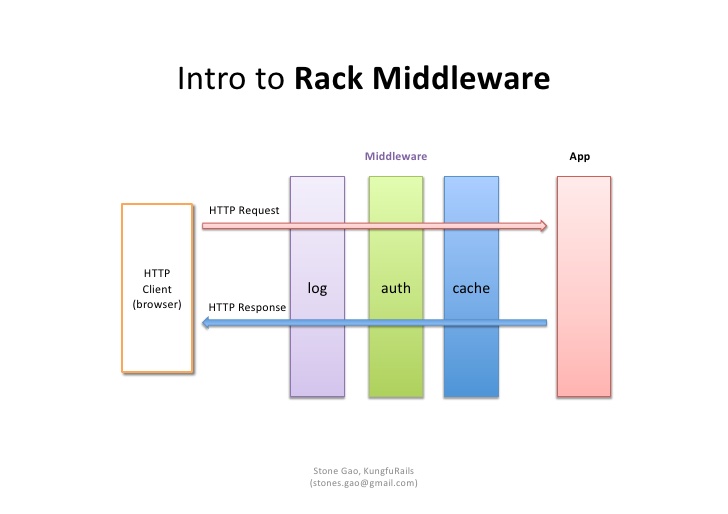 Intro to Rack Middleware
Middleware
App
HTTP Request
HTTP
Client
(browser)
log
auth
cache
HTTP Response
Stone Gao, KungfuRails
(stones.gao@gmail.com)